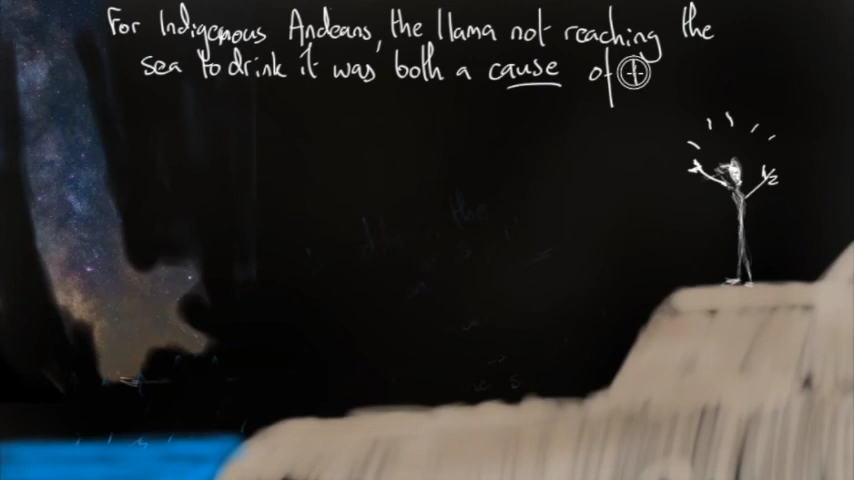 For Indigenous Andeans, the llama not reaching the
sea to drink it was both a cause of